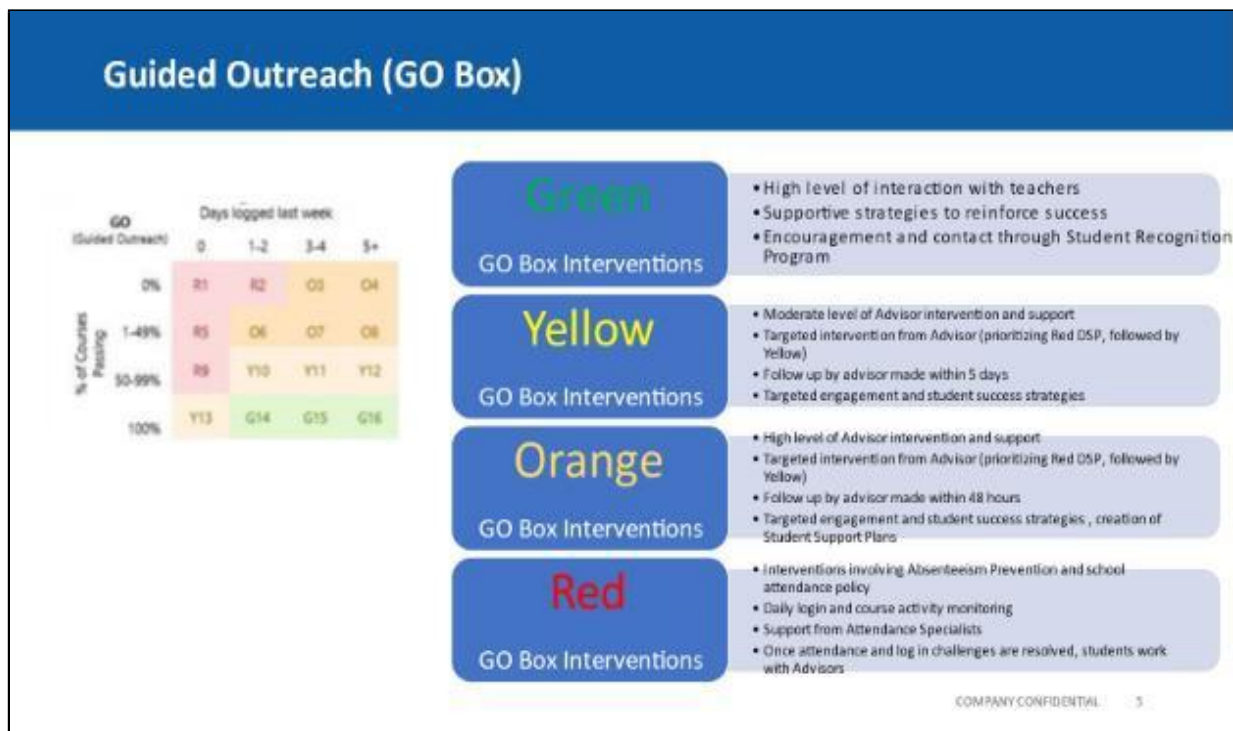 Guided Outreach (GO Box)
GO
(Guided Outreach)
Days logged last week
0 1-2 3-4 5+
% of Courses
Passing
0% R1 R2 O3 O4
1-49% R5 O6 O7 O8
50-99% R9 Y10 Y11 Y12
100% Y13 G14 G15 G16
Green
GO Box Interventions
• High level of interaction with teachers
• Supportive strategies to reinforce success
• Encouragement and contact through Student Recognition
Program
Yellow
GO Box Interventions
• Moderate level of Advisor intervention and support
• Targeted intervention from Advisor (prioritizing Red DSP, followed by
Yellow)
• Follow up by advisor made within 5 days
• Targeted engagement and student success strategies
Orange
GO Box Interventions
• High level of Advisor intervention and support
• Targeted intervention from Advisor (prioritizing Red DSP, followed by
Yellow)
• Follow up by advisor made within 48 hours
• Targeted engagement and student success strategies , creation of
Student Support Plans
Red
GO Box Interventions
• Interventions involving Absenteeism Prevention and school
attendance policy
• Daily login and course activity monitoring
• Support from Attendance Specialists
• Once attendance and log in challenges are resolved, students work
with Advisors
COMPANY CONFIDENTIAL 5